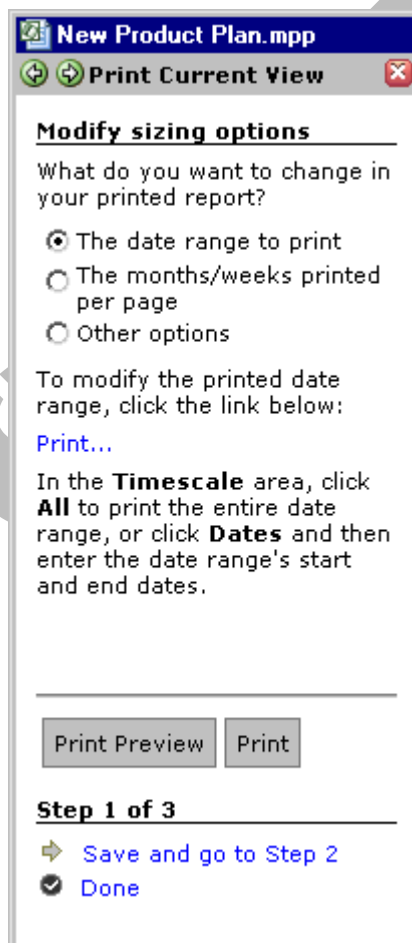 New Product Plan.mpp
Print Current View
Modify sizing options
What do you want to change in
your printed report?
The date range to print
The months/weeks printed
per page
Other options
To modify the printed date
range, click the link below:
Print...
In the Timescale area, click
All to print the entire date
range, or click Dates and then
enter the date range's start
and end dates.
Print Preview Print
Step 1 of 3
Save and go to Step 2
Done